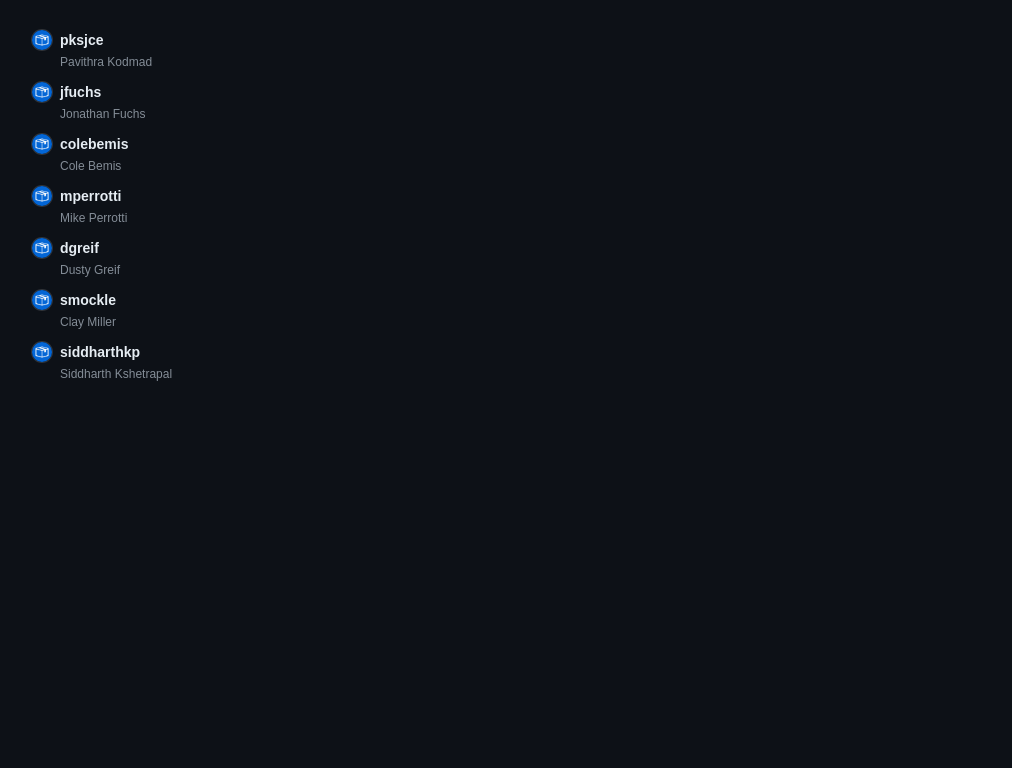 pksjce
Pavithra Kodmad
jfuchs
Jonathan Fuchs
colebemis
Cole Bemis
mperrotti
Mike Perrotti
dgreif
Dusty Greif
smockle
Clay Miller
siddharthkp
Siddharth Kshetrapal